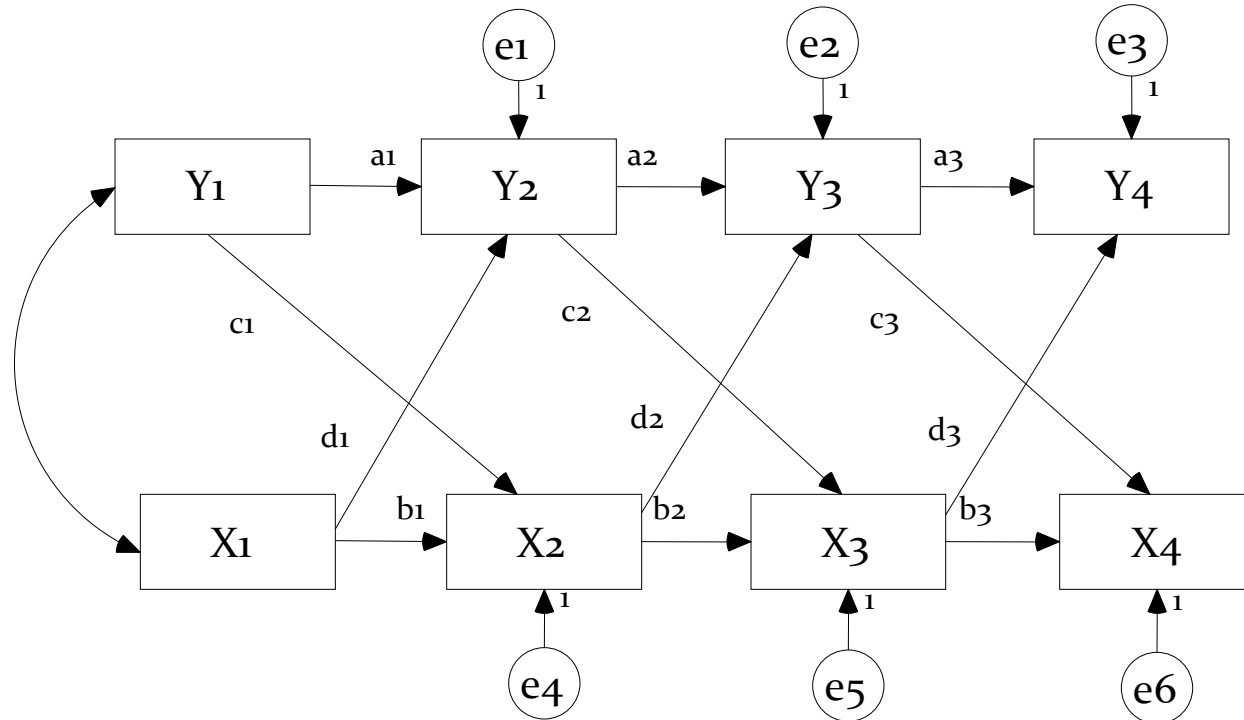 e1 e2 e3
1 1 1
a1 a2 a3
Y1 Y2 Y3 Y4
c1 c2 c3
d1 d2 d3
b1 b2 b3
X1 X2 X3 X4
1 1 1
e4 e5 e6